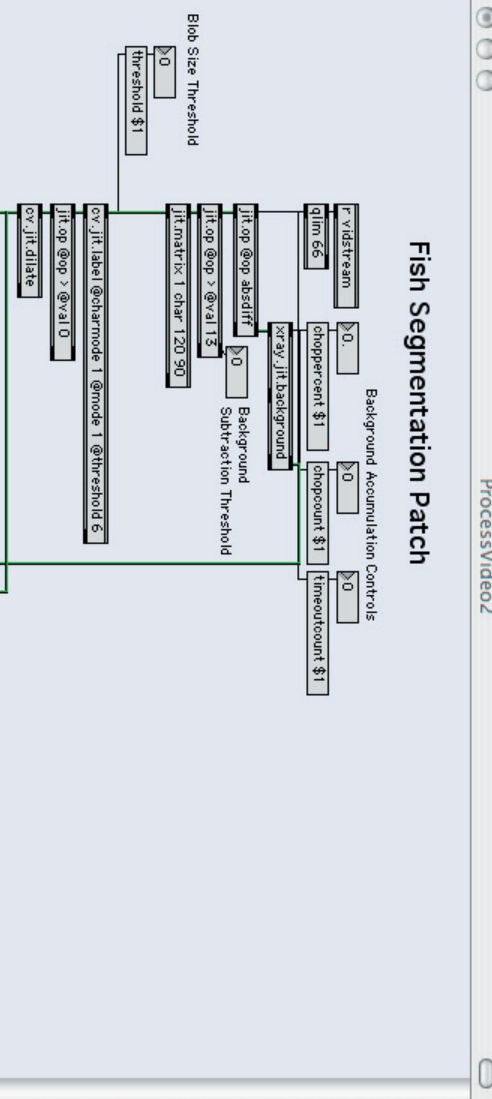 ProcessVideo2
Fish Segmentation Patch
Background Accumulation Controls
r vidstream
0.
0
0
qlim 66
choppercent $1
chopcount $1
timeoutcount $1
xray.jit.background
jit.op @op absdiff
0
Background
Subtraction Threshold
jit.op @op > @val 13
jit.matrix 1 char 120 90
Blob Size Threshold
0
threshold $1
cv.jit.label @charmode 1 @mode 1 @threshold 6
jit.op @op > @val 0
cv.jit.dilate